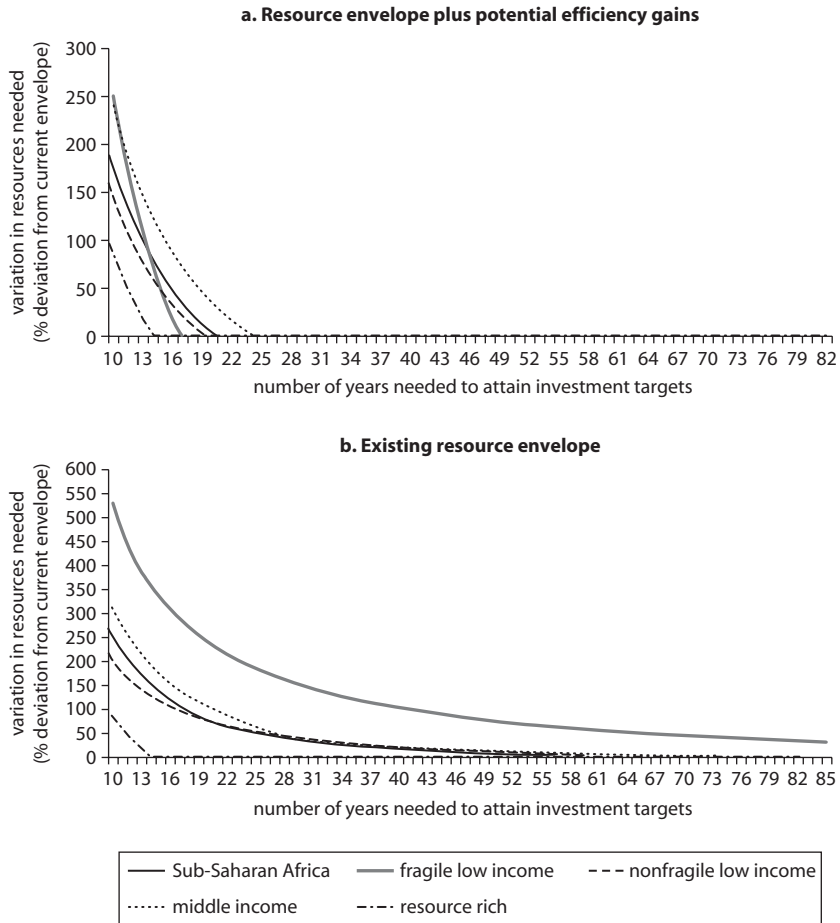 a. Resource envelope plus potential efficiency gains
variation in resources needed
(% deviation from current envelope)
300
250
200
150
100
50
0
10 13 16 19 22 25 28 31 34 37 40 43 46 49 52 55 58 61 64 67 70 73 76 79 82
number of years needed to attain investment targets
b. Existing resource envelope
variation in resources needed
(% deviation from current envelope)
600
550
500
450
400
350
300
250
200
150
100
50
0
10 13 16 19 22 25 28 31 34 37 40 43 46 49 52 55 58 61 64 67 70 73 76 79 82 85
number of years needed to attain investment targets
Sub-Saharan Africa fragile low income nonfragile low income
middle income resource rich